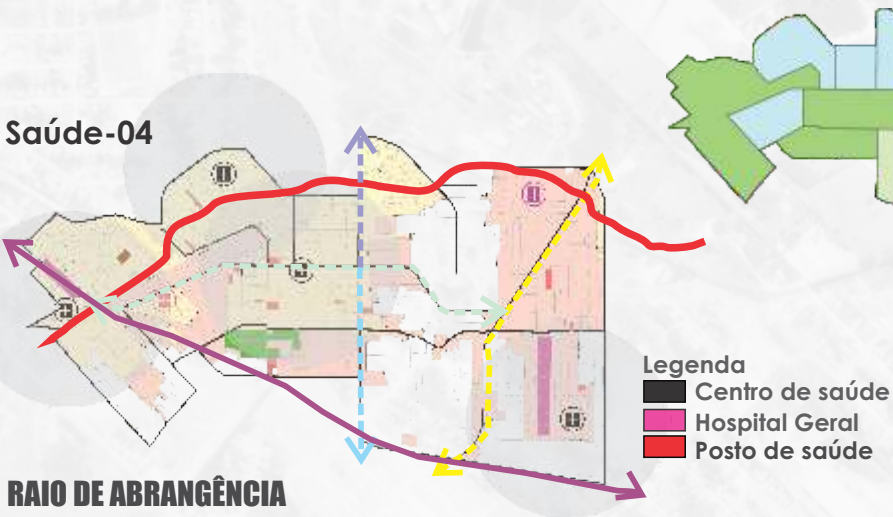 Saúde-04
Legenda
Centro de saúde
Hospital Geral
Posto de saúde
RAIO DE ABRANGÊNCIA